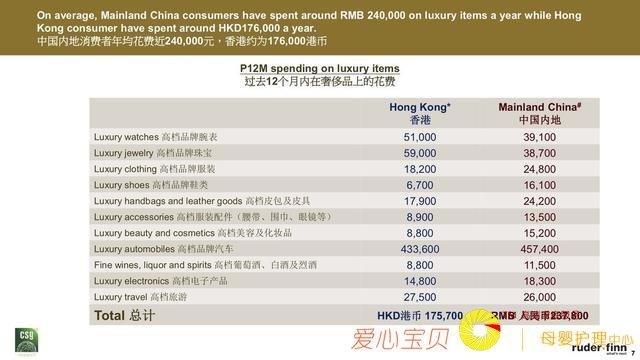 On average, Mainland China consumers have spent around RMB 240,000 on luxury items a year while Hong
Kong consumer have spent around HKD176,000 a year.
中国内地消费者年均花费近240,000元，香港约为176,000港币
P12M spending on luxury items
过去12个月内在奢侈品上的花费
Hong Kong* Mainland China#
香港 中国内地
Luxury watches 高档品牌腕表 51,000 39,100
Luxury jewelry 高档品牌珠宝 59,000 38,700
Luxury clothing 高档品牌服装 18,200 24,800
Luxury shoes 高档品牌鞋类 6,700 16,100
Luxury handbags and leather goods 高档皮包及皮具 17,900 24,200
Luxury accessories 高档服装配件（腰带、围巾、眼镜等） 8,900 13,500
Luxury beauty and cosmetics 高档美容及化妆品 8,800 15,200
Luxury automobiles 高档品牌汽车 433,600 457,400
Fine wines, liquor and spirits 高档葡萄酒、白酒及烈酒 8,800 11,500
Luxury electronics 高档电子产品 14,800 18,300
Luxury travel 高档旅游 27,500 26,000
Total 总计 HKD港币 175,700 RMB 人民币237,800
csg
爱心宝贝
母婴护理中心
ruder·finn
what's next
7